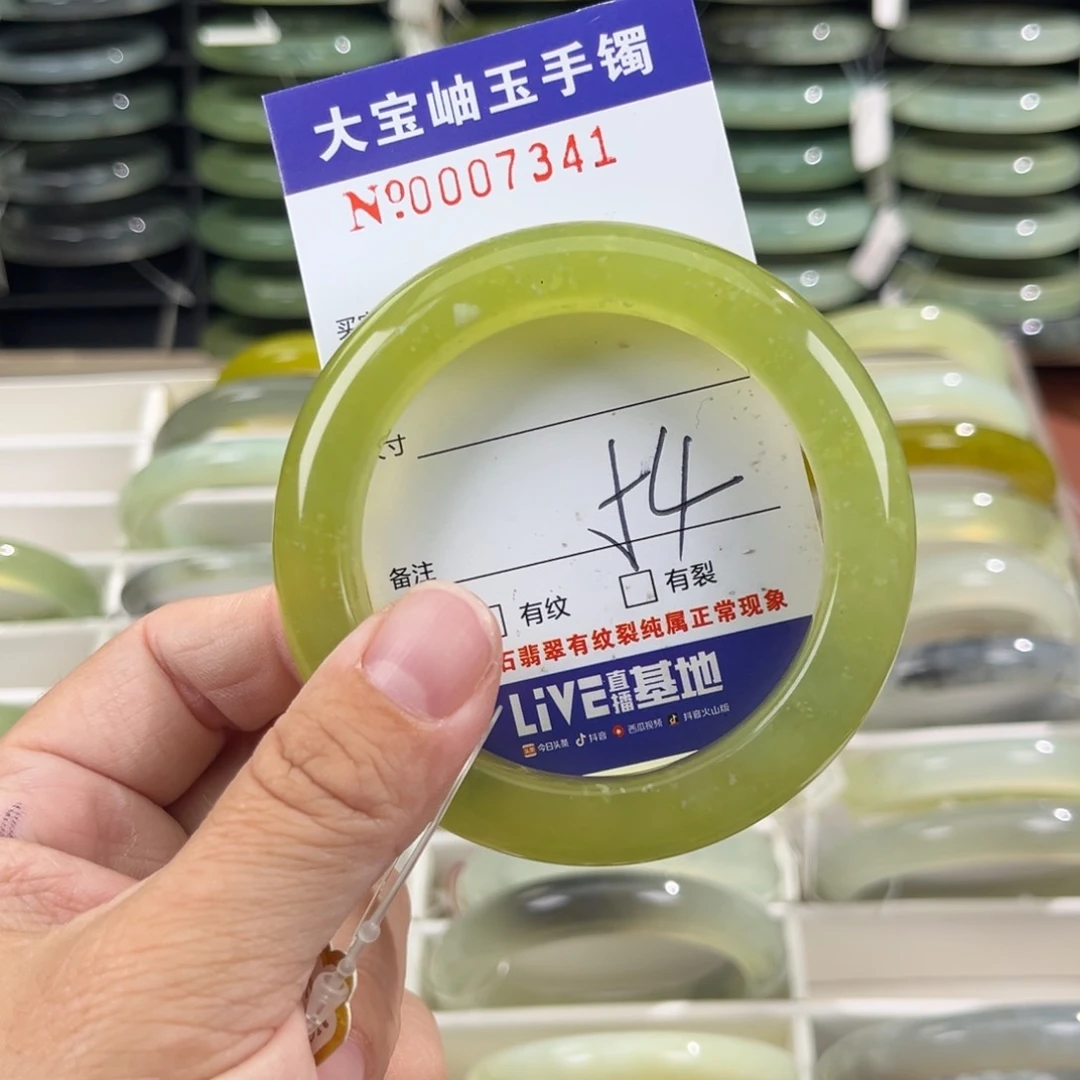 大宝岫玉手镯
№0007341
买
寸
54
备注
有纹 □有裂
石翡翠有纹裂纯属正常现象
LiVE直播基地
今日头条 抖音 西瓜视频 抖音火山版